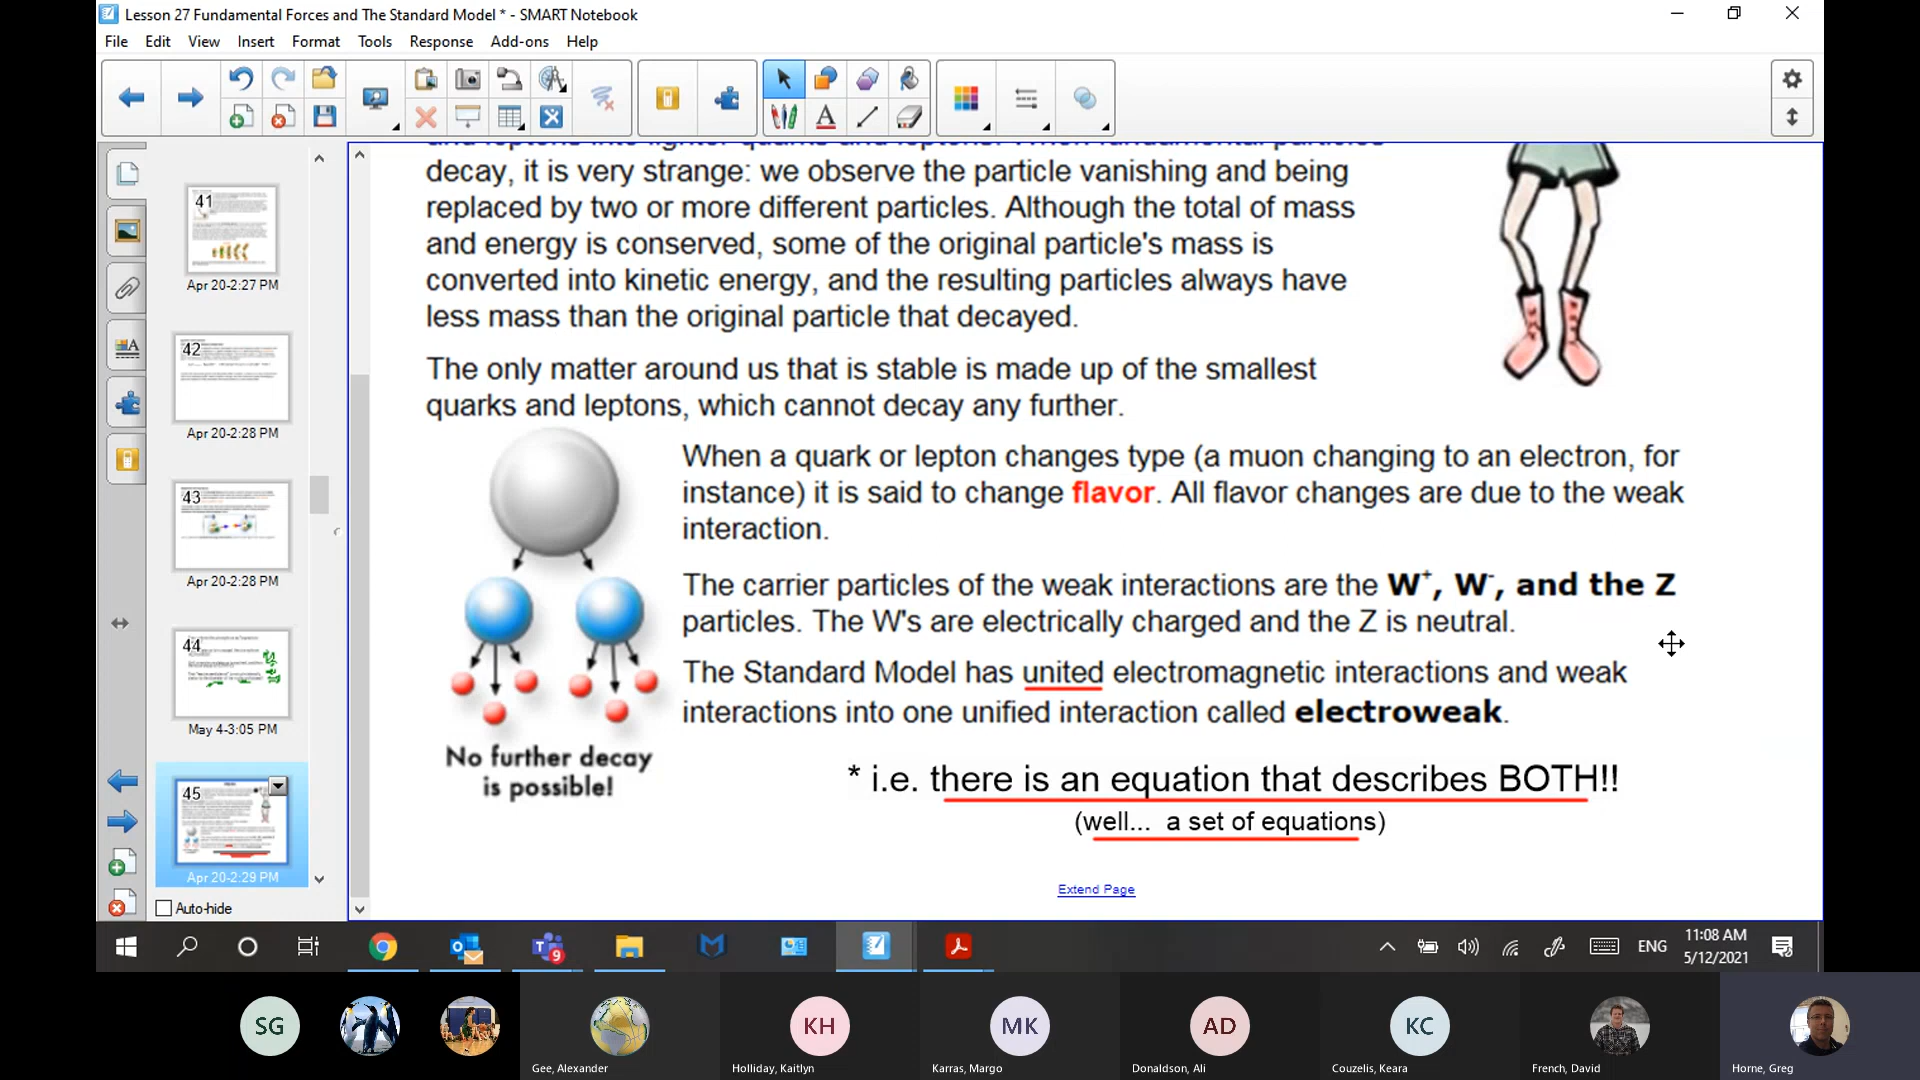 Lesson 27 Fundamental Forces and The Standard Model * - SMART Notebook
File Edit View Insert Format Tools Response Add-ons Help
41
Apr 20-2:27 PM
42
Apr 20-2:28 PM
43
Apr 20-2:28 PM
44
May 4-3:05 PM
45
Apr 20-2:29 PM
Auto-hide
and leptons into lighter quarks and leptons. When fundamental particles
decay, it is very strange: we observe the particle vanishing and being
replaced by two or more different particles. Although the total of mass
and energy is conserved, some of the original particle's mass is
converted into kinetic energy, and the resulting particles always have
less mass than the original particle that decayed.
The only matter around us that is stable is made up of the smallest
quarks and leptons, which cannot decay any further.
When a quark or lepton changes type (a muon changing to an electron, for
instance) it is said to change flavor. All flavor changes are due to the weak
interaction.
The carrier particles of the weak interactions are the W⁺, W⁻, and the Z
particles. The W's are electrically charged and the Z is neutral.
The Standard Model has united electromagnetic interactions and weak
interactions into one unified interaction called electroweak.
No further decay
is possible!
* i.e. there is an equation that describes BOTH!!
(well... a set of equations)
Extend Page
9
ENG
11:08 AM
5/12/2021
SG
KH
MK
AD
KC
Gee, Alexander
Holliday, Kaitlyn
Karras, Margo
Donaldson, Ali
Couzelis, Keara
French, David
Horne, Greg